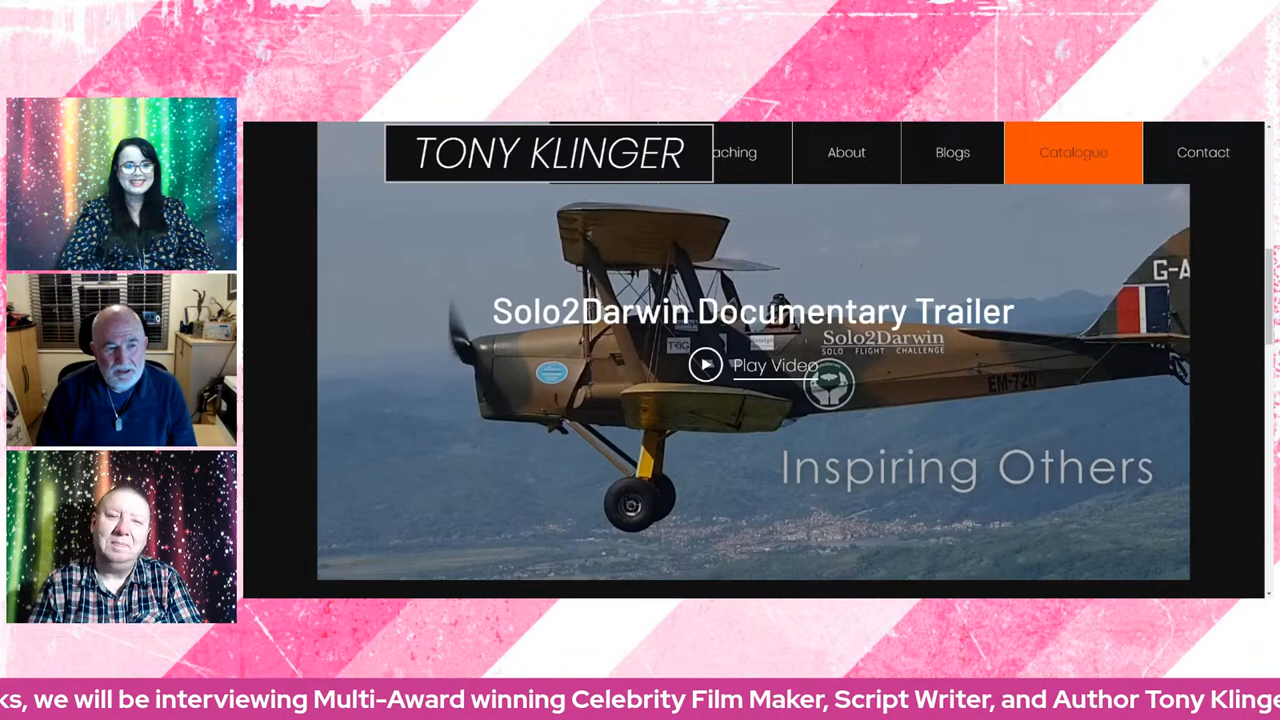 TONY KLINGER
aching
About
Blogs
Catalogue
Contact
G-A
Solo2Darwin Documentary Trailer
TRIG
Solo2Darwin
SOLO FLIGHT CHALLENGE
Play Video
EM-720
Inspiring Others
ks, we will be interviewing Multi-Award winning Celebrity Film Maker, Script Writer, and Author Tony Klinge